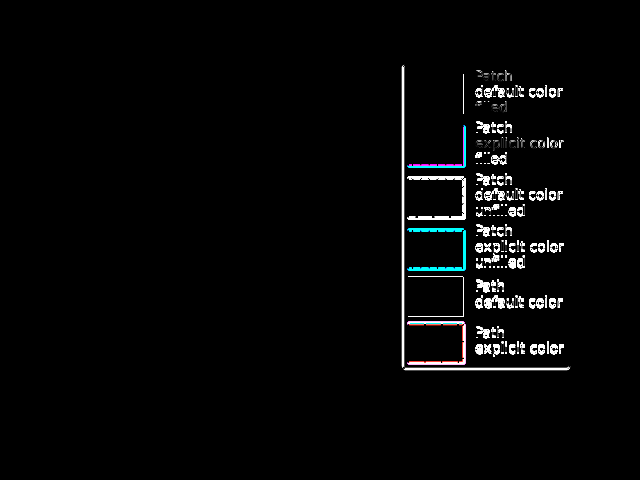 Patch
default color
filled
Patch
explicit color
filled
Patch
default color
unfilled
Patch
explicit color
unfilled
Path
default color
Path
explicit color